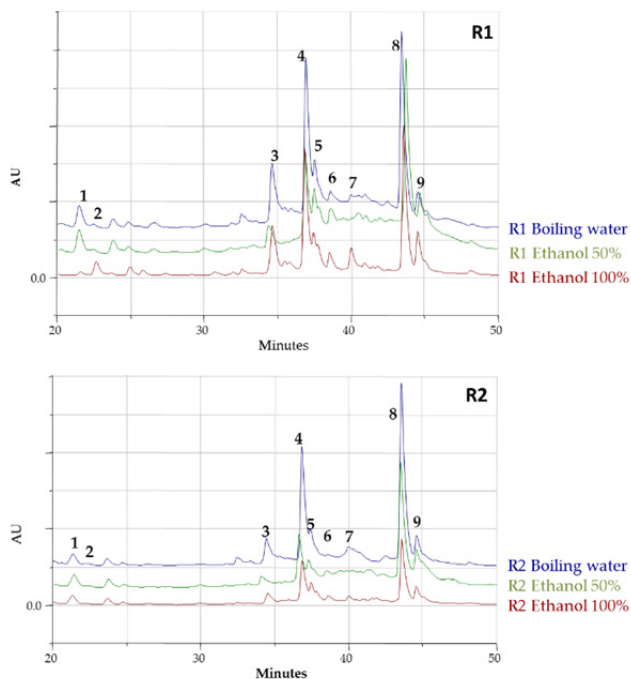 R1
8
4
5
3
6
7
9
1
2
AU
R1 Boiling water
R1 Ethanol 50%
R1 Ethanol 100%
0.0
20
30
40
50
Minutes
R2
8
4
5
3
6
7
9
1
2
AU
R2 Boiling water
R2 Ethanol 50%
R2 Ethanol 100%
0.0
20
30
40
50
Minutes